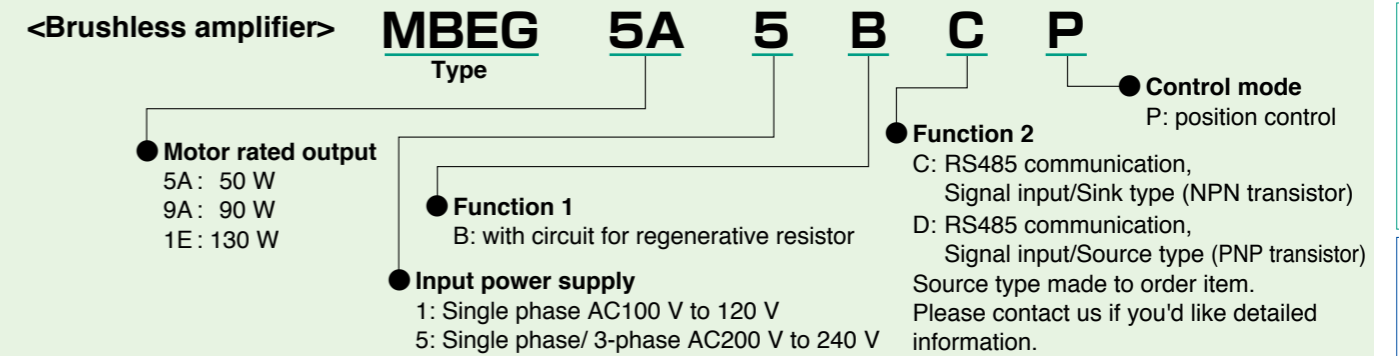 <Brushless amplifier> MBEG 5A 5 B C P
Type
Control mode
P: position control
Function 2
C: RS485 communication,
Signal input/Sink type (NPN transistor)
D: RS485 communication,
Signal input/Source type (PNP transistor)
Source type made to order item.
Please contact us if you'd like detailed
information.
Motor rated output
5A: 50 W
9A: 90 W
1E: 130 W
Function 1
B: with circuit for regenerative resistor
Input power supply
1: Single phase AC100 V to 120 V
5: Single phase/ 3-phase AC200 V to 240 V